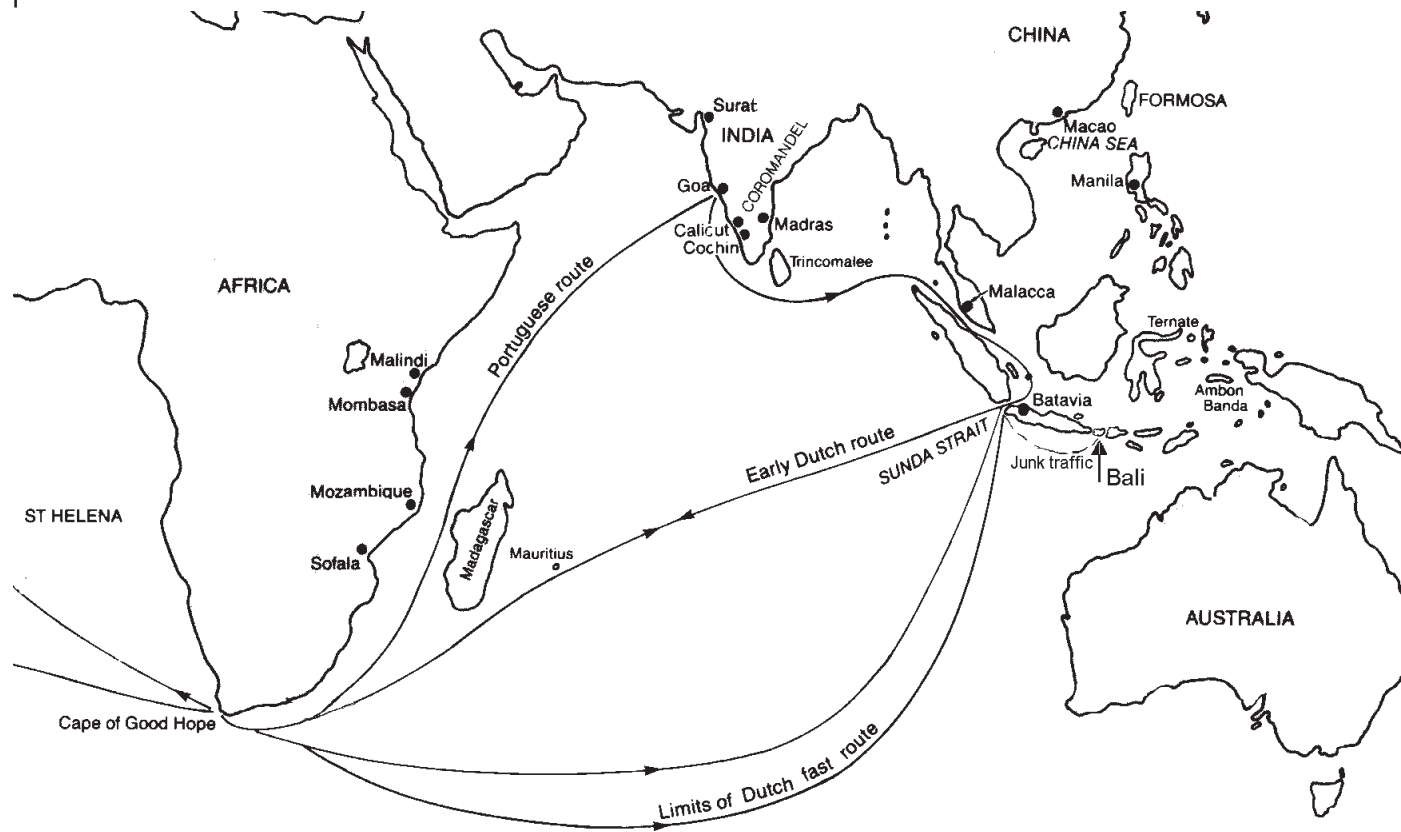 CHINA
FORMOSA
Surat
INDIA
Macao
CHINA SEA
COROMANDEL
Goa
Manila
Calicut
Madras
Cochin
Trincomalee
AFRICA
Portuguese route
Malacca
Ternate
Malindi
Mombasa
Batavia
Ambon
Banda
Early Dutch route
SUNDA STRAIT
Junk traffic
Bali
Mozambique
ST HELENA
Madagascar
Mauritius
Sofala
AUSTRALIA
Cape of Good Hope
Limits of Dutch fast route